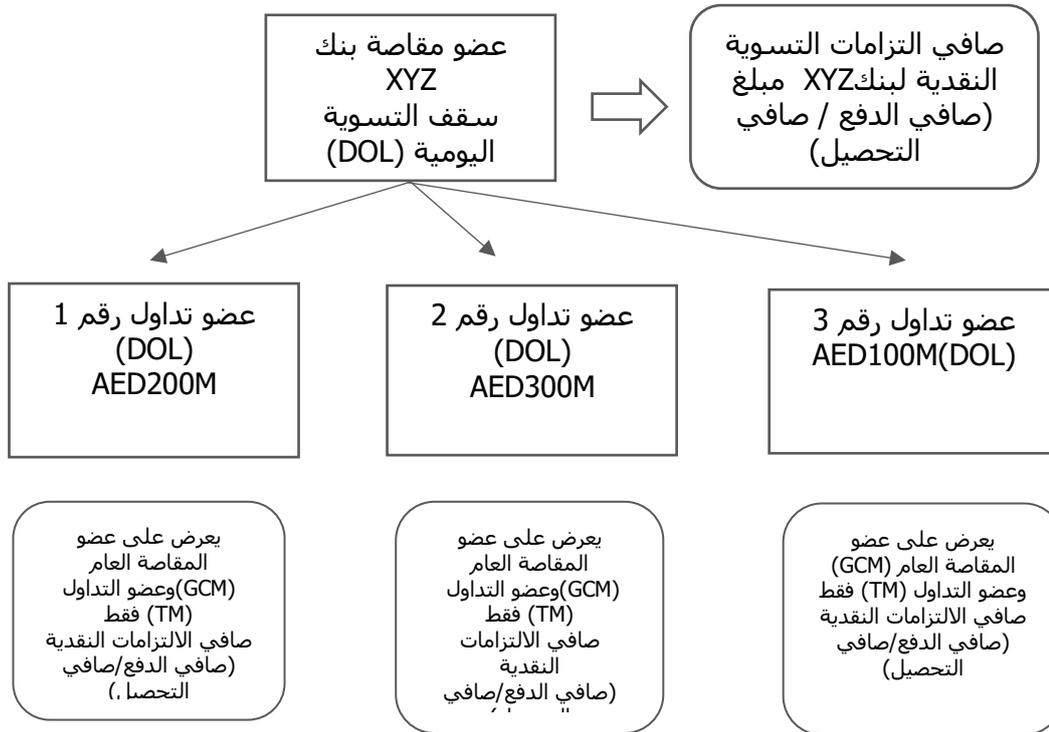 عضو مقاصة بنك
XYZ
سقف التسوية
اليومية (DOL)
صافي التزامات التسوية
النقدية لبنكXYZ مبلغ
(صافي الدفع / صافي
التحصيل)
عضو تداول رقم 1
(DOL)
AED200M
عضو تداول رقم 2
(DOL)
AED300M
عضو تداول رقم 3
AED100M(DOL)
يعرض على عضو
المقاصة العام
(GCM)وعضو التداول
(TM) فقط
صافي الالتزامات النقدية
(صافي الدفع/صافي
التحصيل)
يعرض على عضو
المقاصة العام
(GCM)وعضو التداول
(TM) فقط
صافي الالتزامات
النقدية
(صافي الدفع/صافي
يعرض على عضو
المقاصة العام (GCM)
وعضو التداول (TM) فقط
صافي الالتزامات النقدية
(صافي الدفع/صافي
التحصيل)